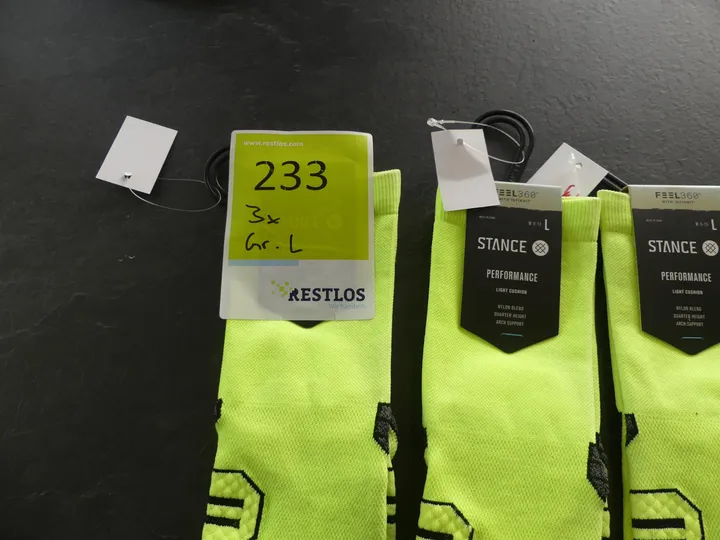 www.restlos.com
233
3x
Gr. L
RESTLOS
FEEL360
L
STANCE
PERFORMANCE
LIGHT CUSHION
NYLON BLEND
QUARTER HEIGHT
ARCH SUPPORT
FEEL360
L
STANCE
PERFORMANCE
LIGHT CUSHION
NYLON BLEND
QUARTER HEIGHT
ARCH SUPPORT